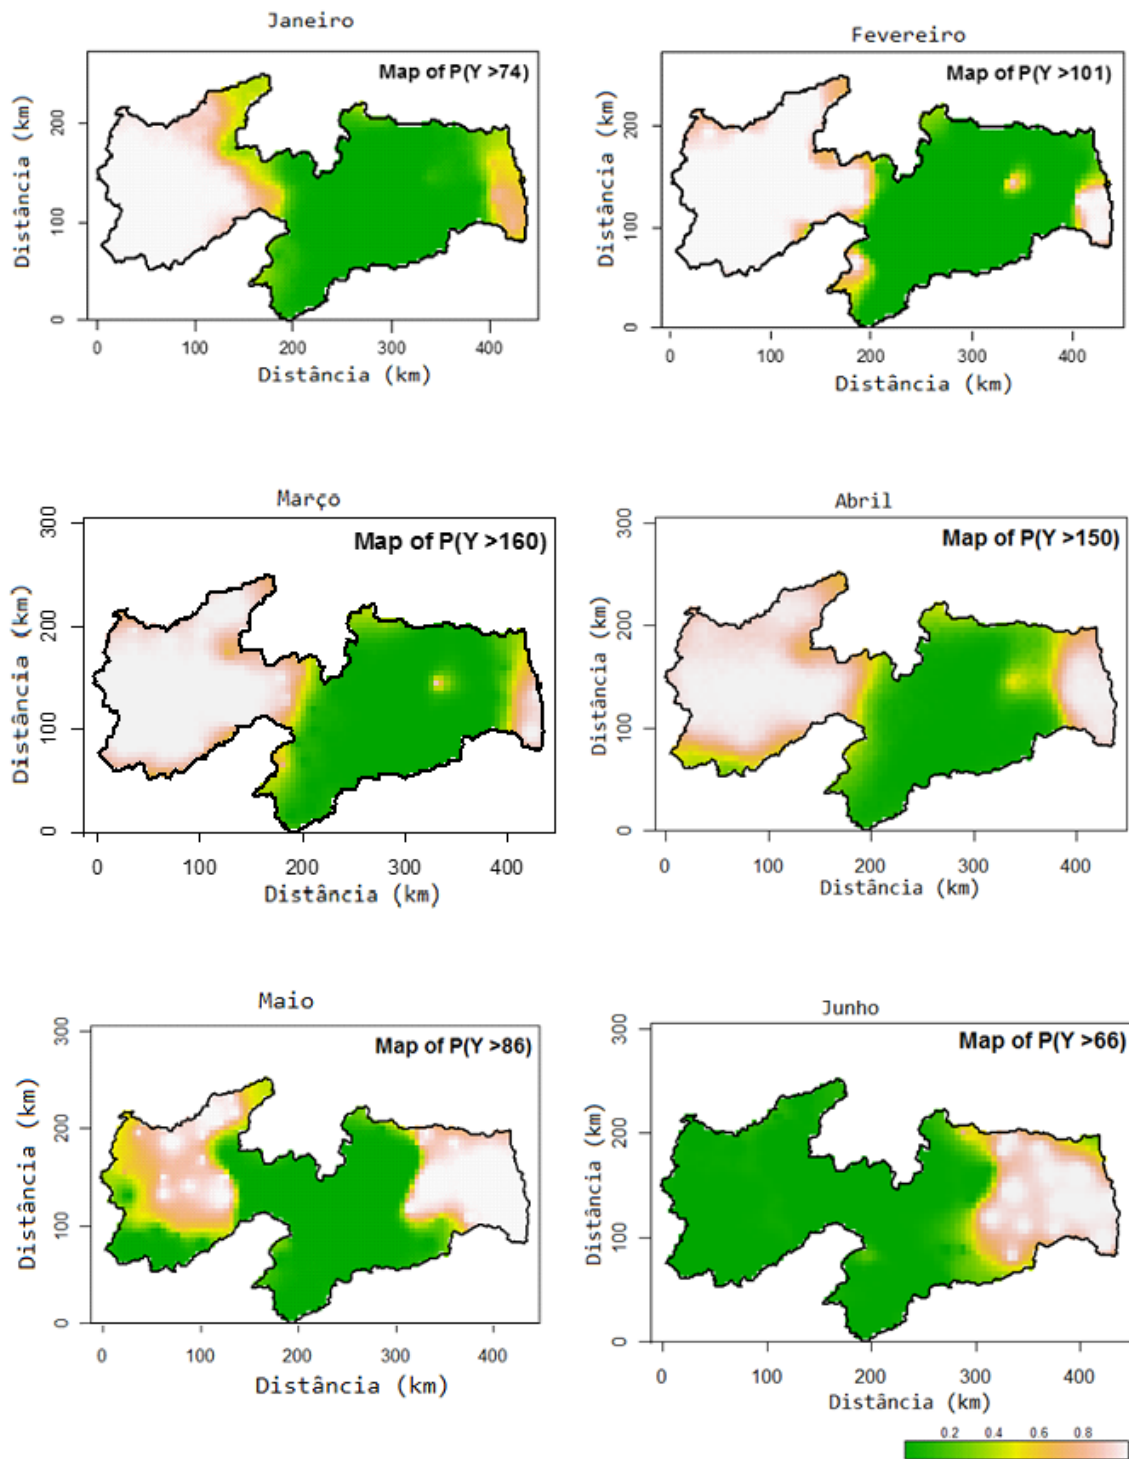 Janeiro
Map of P(Y >74)
Distância (km)
0 100 200
0 100 200 300 400
Distância (km)
Fevereiro
Map of P(Y >101)
Distância (km)
0 100 200
0 100 200 300 400
Distância (km)
Março
Map of P(Y >160)
Distância (km)
0 100 200 300
0 100 200 300 400
Distância (km)
Abril
Map of P(Y >150)
Distância (km)
0 100 200 300
0 100 200 300 400
Distância (km)
Maio
Map of P(Y >86)
Distância (km)
0 100 200 300
0 100 200 300 400
Distância (km)
Junho
Map of P(Y >66)
Distância (km)
0 100 200 300
0 100 200 300 400
Distância (km)
0.2 0.4 0.6 0.8